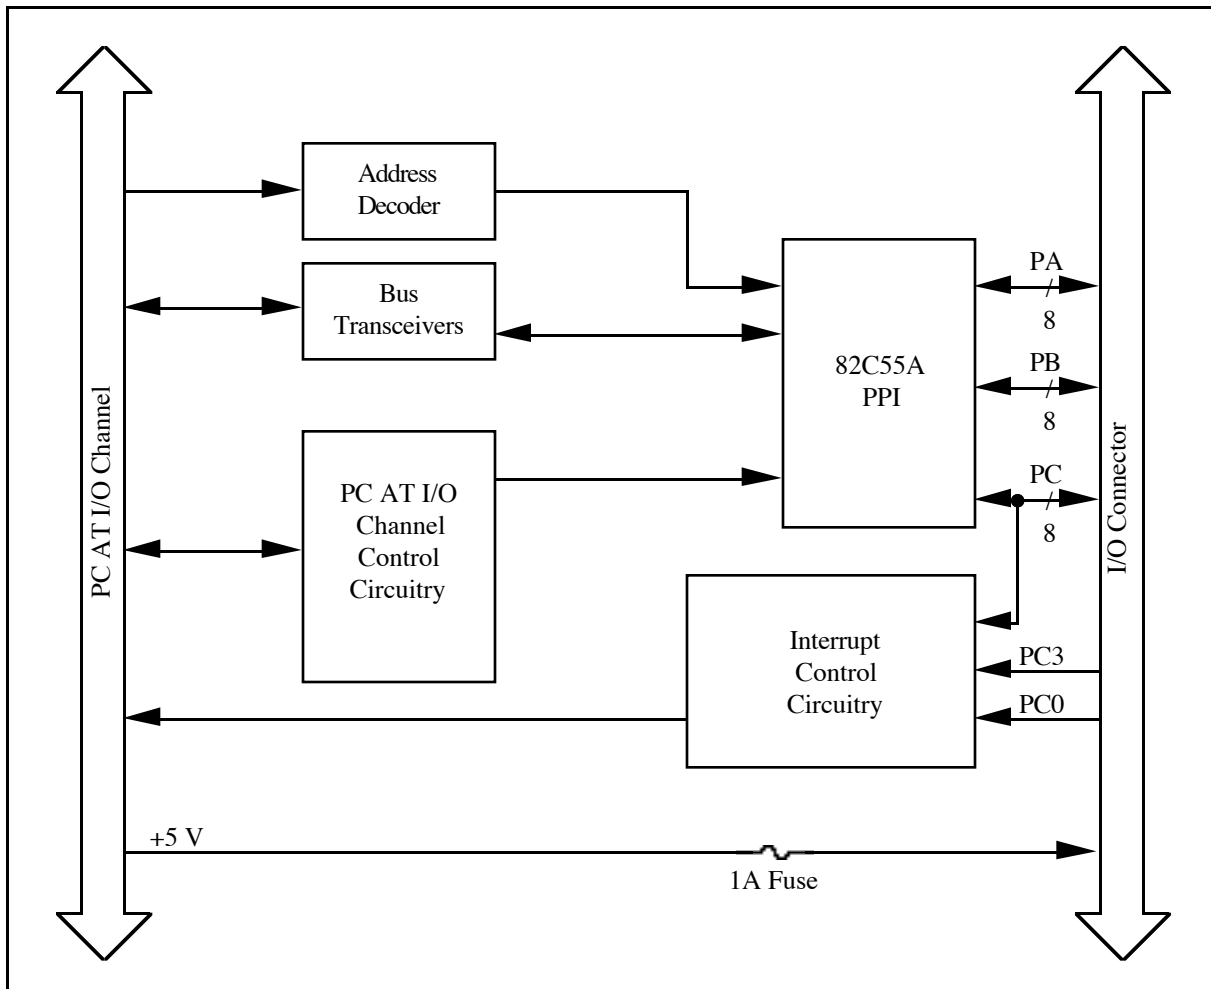 Address
Decoder
Bus
Transceivers
PC AT I/O
Channel
Control
Circuitry
82C55A
PPI
PA
8
PB
8
PC
8
Interrupt
Control
Circuitry
PC3
PC0
+5 V
1A Fuse
PC AT I/O Channel
I/O Connector